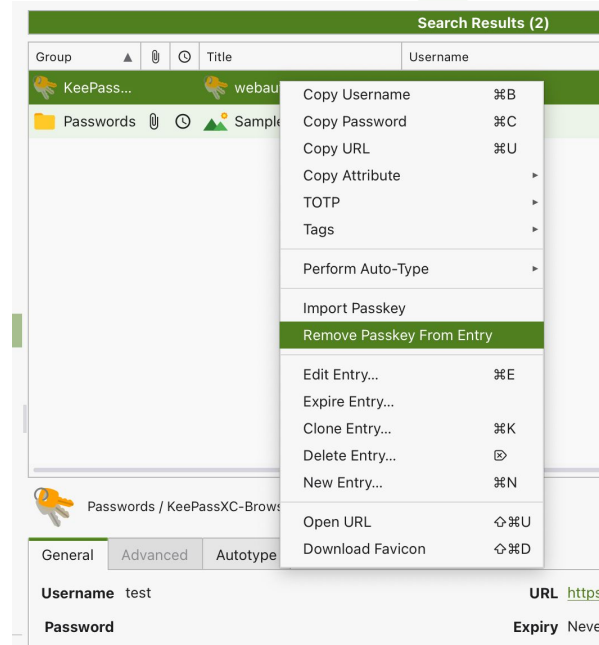 Search Results (2)
Group Title Username
KeePass... webau
Passwords Sample
Copy Username ⌘B
Copy Password ⌘C
Copy URL ⌘U
Copy Attribute
TOTP
Tags
Perform Auto-Type
Import Passkey
Remove Passkey From Entry
Edit Entry... ⌘E
Expire Entry...
Clone Entry... ⌘K
Delete Entry... ⌦
New Entry... ⌘N
Open URL ⇧⌘U
Download Favicon ⇧⌘D
Passwords / KeePassXC-Brows
General Advanced Autotype
Username test URL https
Password Expiry Neve